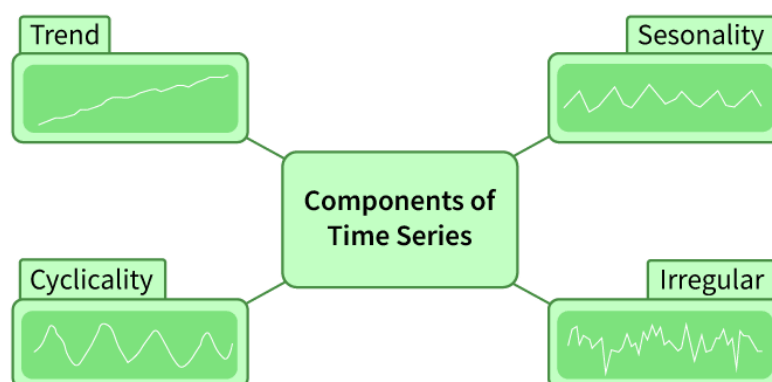 Trend
Sesonality
Components of
Time Series
Cyclicality
Irregular